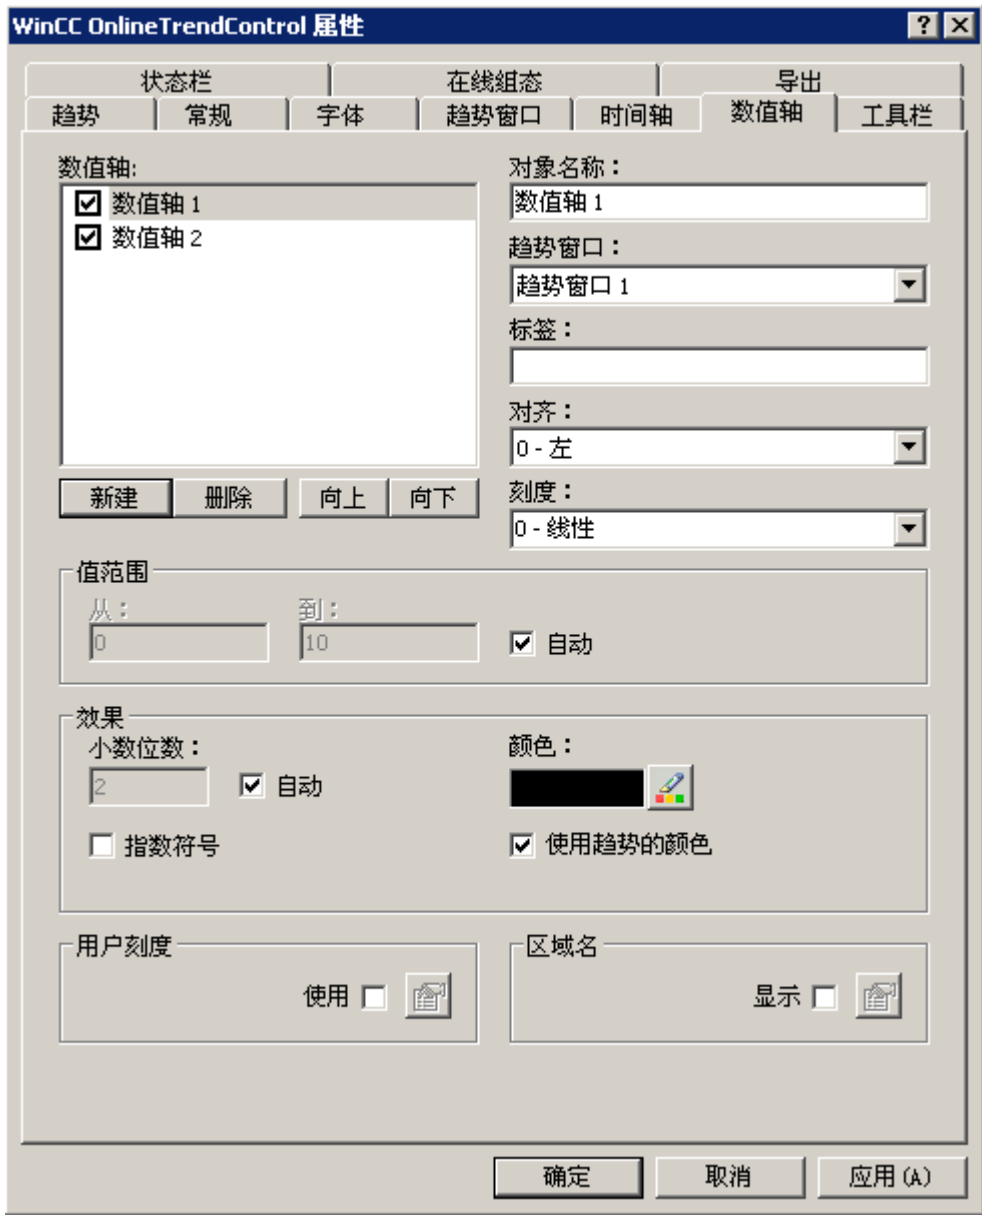 WinCC OnlineTrendControl 属性
状态栏 在线组态 导出
趋势 常规 字体 趋势窗口 时间轴 数值轴 工具栏
数值轴:
数值轴 1
数值轴 2
新建 删除 向上 向下
对象名称：
数值轴 1
趋势窗口：
趋势窗口 1
标签：
对齐：
0 - 左
刻度：
0 - 线性
值范围
从： 到：
0 10 自动
效果
小数位数： 颜色：
2 自动
指数符号 使用趋势的颜色
用户刻度 区域名
使用 显示
确定 取消 应用(A)